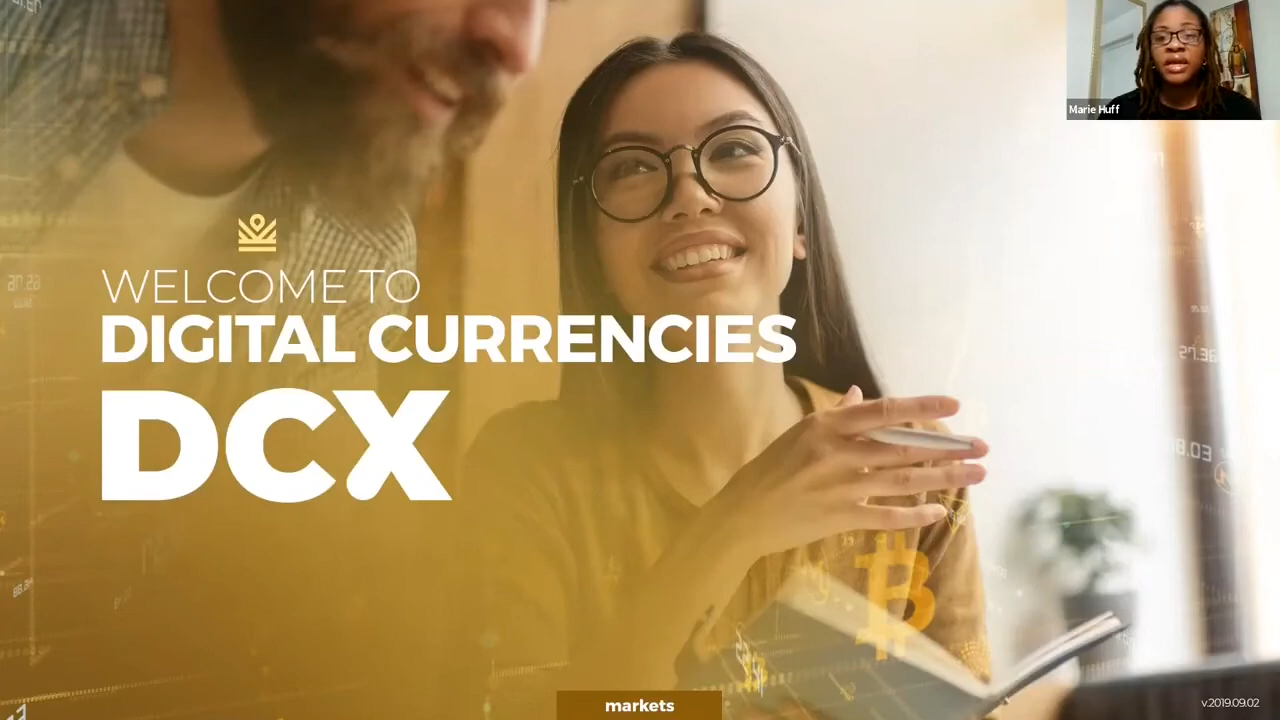 Marie Huff
WELCOME TO
DIGITAL CURRENCIES
DCX
markets
v.2019.09.02